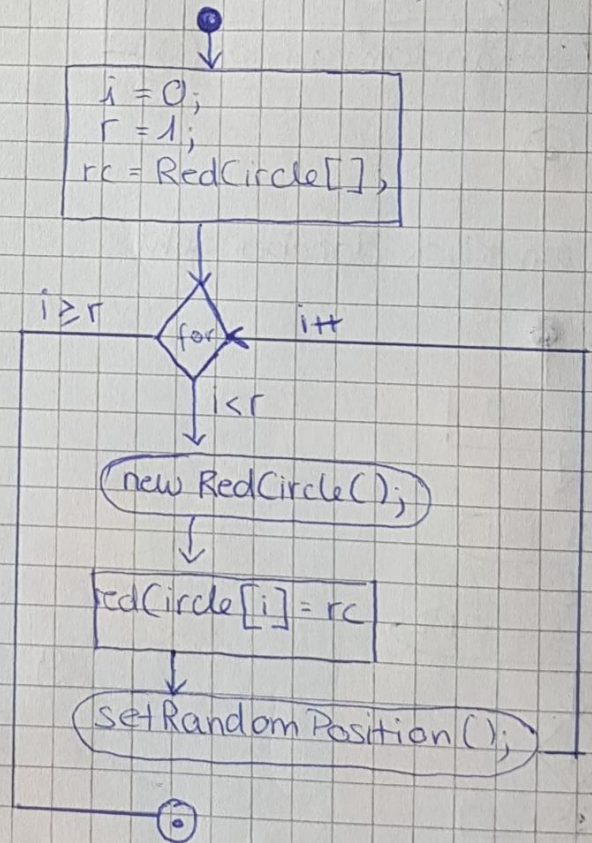 i = 0;
r = 1;
rc = RedCircle[];
i ≥ r
for
i++
i<r
new RedCircle();
redCircle[i] = rc
setRandomPosition();